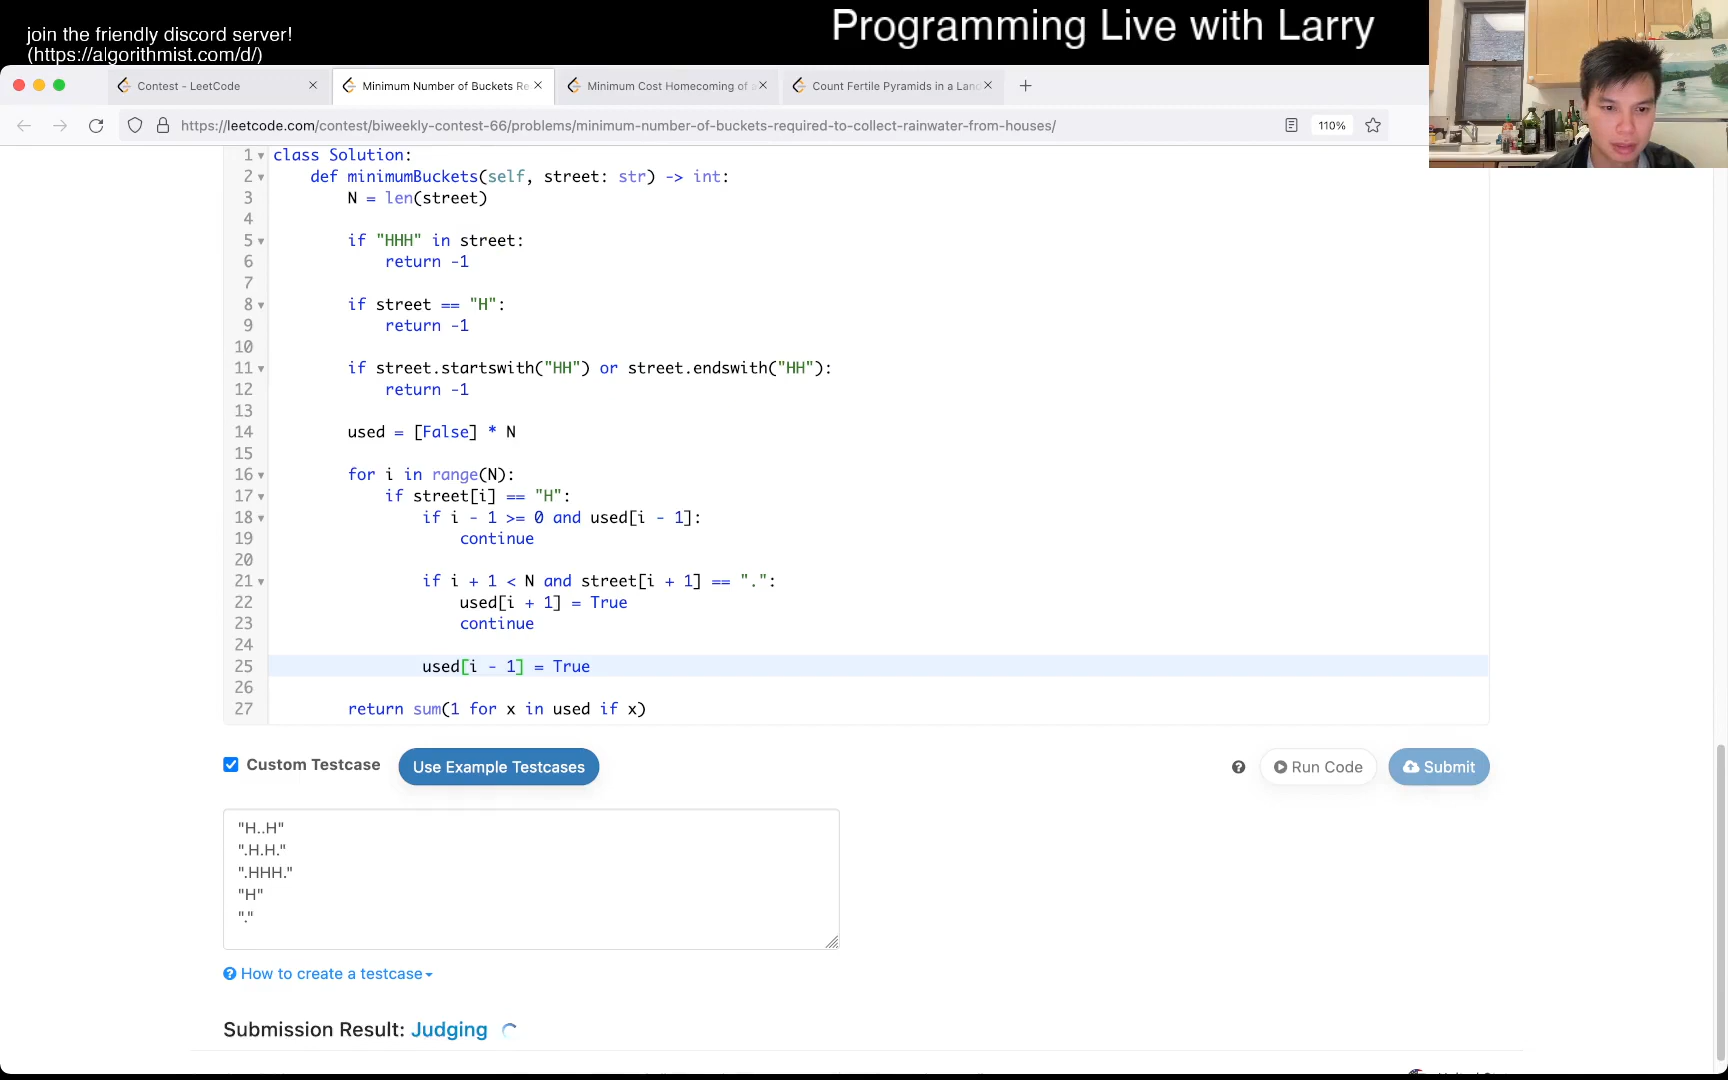 join the friendly discord server!
(https://algorithmist.com/d/)
Programming Live with Larry
Contest - LeetCode
Minimum Number of Buckets Re
Minimum Cost Homecoming of a
Count Fertile Pyramids in a Lan
https://leetcode.com/contest/biweekly-contest-66/problems/minimum-number-of-buckets-required-to-collect-rainwater-from-houses/
110%
1 class Solution:
2     def minimumBuckets(self, street: str) -> int:
3         N = len(street)
4
5         if "HHH" in street:
6             return -1
7
8         if street == "H":
9             return -1
10
11         if street.startswith("HH") or street.endswith("HH"):
12             return -1
13
14         used = [False] * N
15
16         for i in range(N):
17             if street[i] == "H":
18                 if i - 1 >= 0 and used[i - 1]:
19                     continue
20
21                 if i + 1 < N and street[i + 1] == ".":
22                     used[i + 1] = True
23                     continue
24
25                 used[i - 1] = True
26
27         return sum(1 for x in used if x)
Custom Testcase
Use Example Testcases
Run Code
Submit
"H..H"
".H.H."
".HHH."
"H"
"."
How to create a testcase
Submission Result: Judging